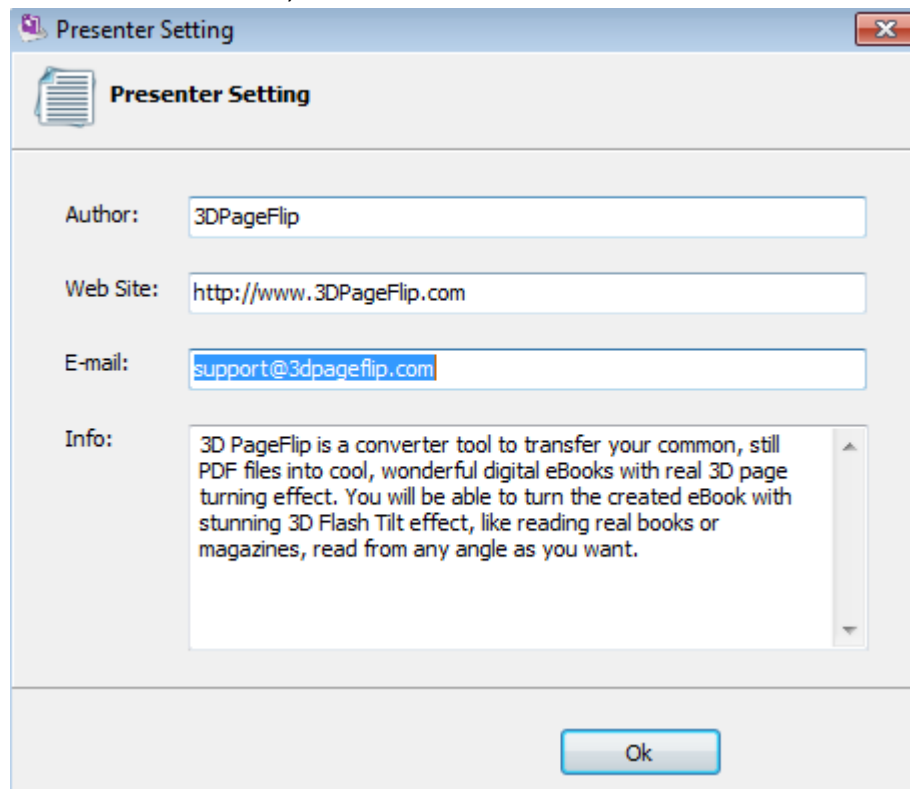 Presenter Setting
Presenter Setting
Author: 3DPageFlip
Web Site: http://www.3DPageFlip.com
E-mail: support@3dpageflip.com
Info: 3D PageFlip is a converter tool to transfer your common, still
PDF files into cool, wonderful digital eBooks with real 3D page
turning effect. You will be able to turn the created eBook with
stunning 3D Flash Tilt effect, like reading real books or
magazines, read from any angle as you want.
Ok